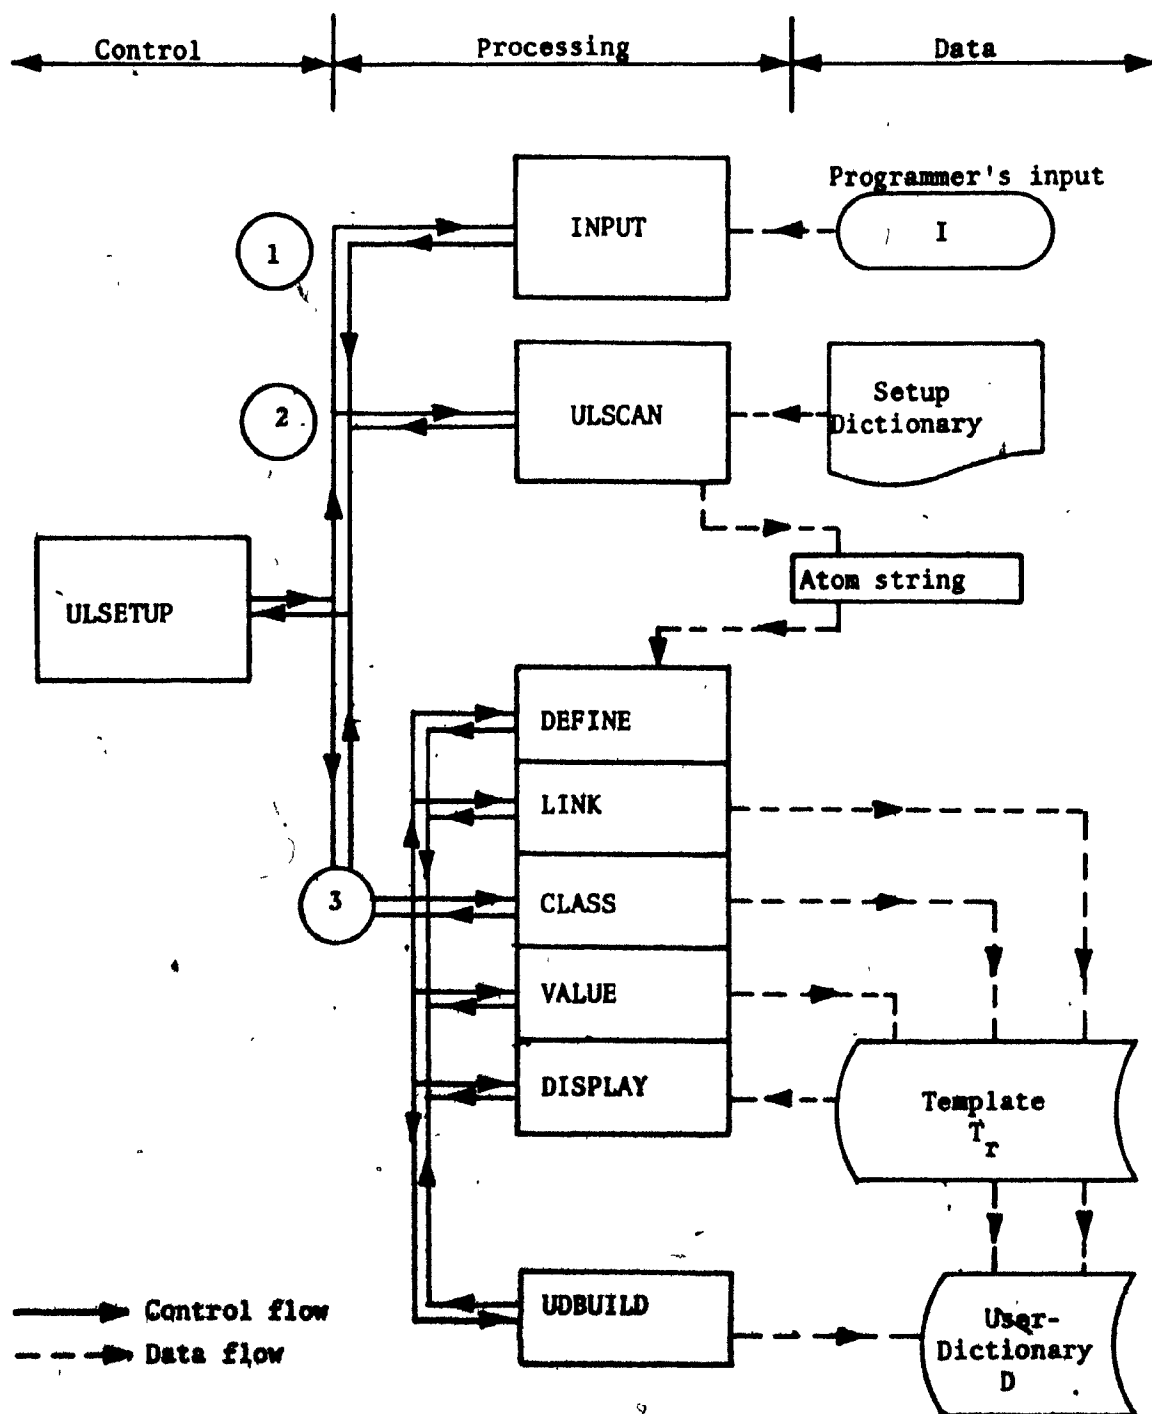 Control Processing Data
Programmer's input
1 INPUT I
2 ULSCAN Setup
Dictionary
Atom string
ULSETUP
DEFINE
LINK
3 CLASS
VALUE
DISPLAY
Template
Tr
UDBUILD
User-
Dictionary
D
Control flow
Data flow